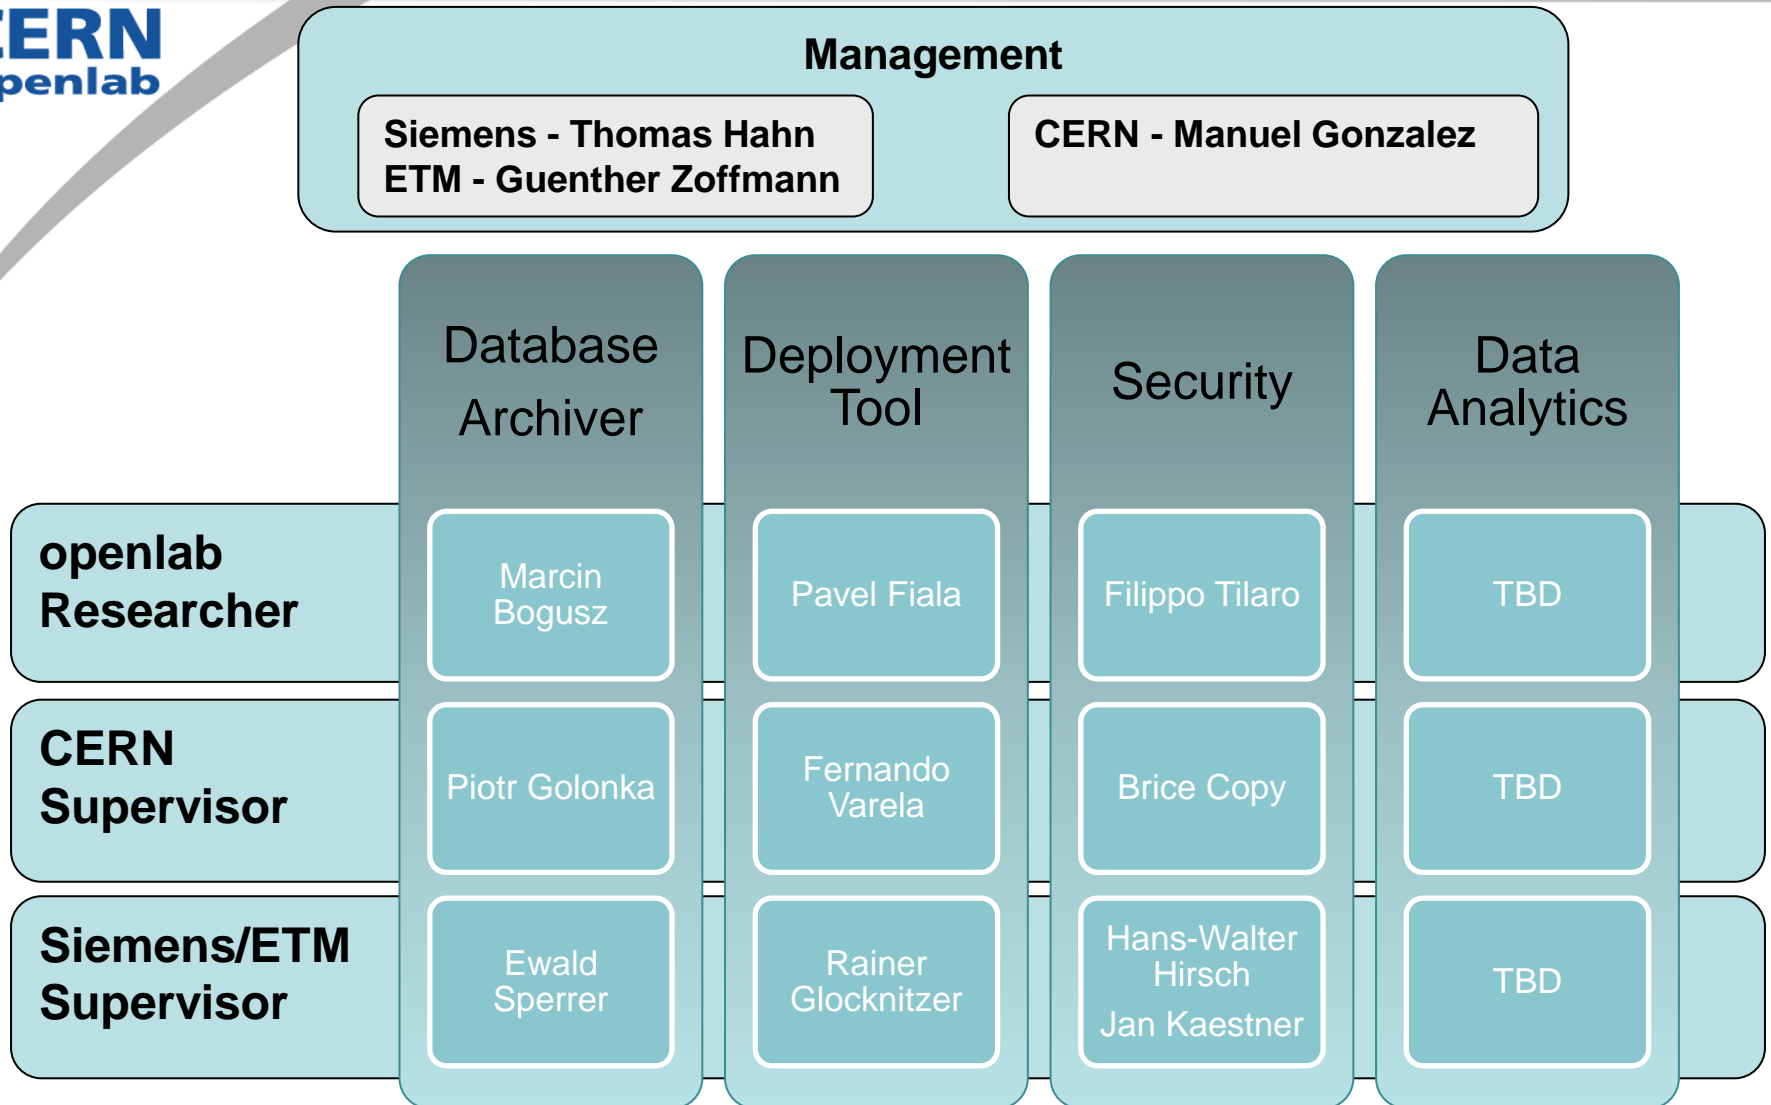 CERN
openlab
Management
Siemens - Thomas Hahn
ETM - Guenther Zoffmann
CERN - Manuel Gonzalez
Database
Archiver
Deployment
Tool
Security
Data
Analytics
openlab
Researcher
Marcin
Bogusz
Pavel Fiala
Filippo Tilaro
TBD
CERN
Supervisor
Piotr Golonka
Fernando
Varela
Brice Copy
TBD
Siemens/ETM
Supervisor
Ewald
Sperrer
Rainer
Glocknitzer
Hans-Walter
Hirsch
Jan Kaestner
TBD